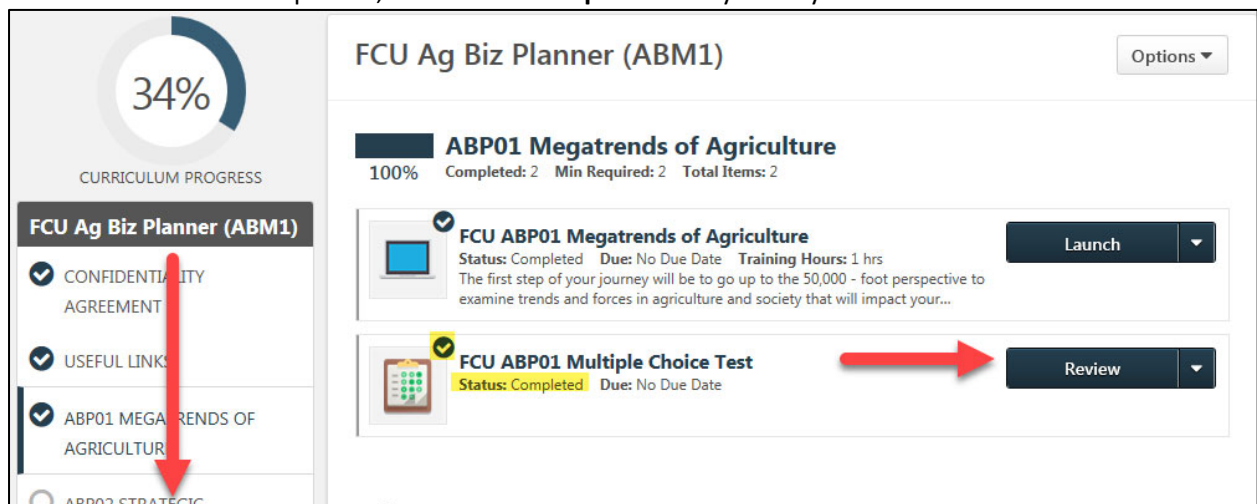 34%
CURRICULUM PROGRESS
FCU Ag Biz Planner (ABM1)
CONFIDENTIALITY
AGREEMENT
USEFUL LINKS
ABP01 MEGATRENDS OF
AGRICULTURE
ABP02 STRATEGIC
FCU Ag Biz Planner (ABM1)
Options
ABP01 Megatrends of Agriculture
100% Completed: 2 Min Required: 2 Total Items: 2
FCU ABP01 Megatrends of Agriculture
Status: Completed Due: No Due Date Training Hours: 1 hrs
The first step of your journey will be to go up to the 50,000 - foot perspective to
examine trends and forces in agriculture and society that will impact your...
Launch
FCU ABP01 Multiple Choice Test
Status: Completed Due: No Due Date
Review